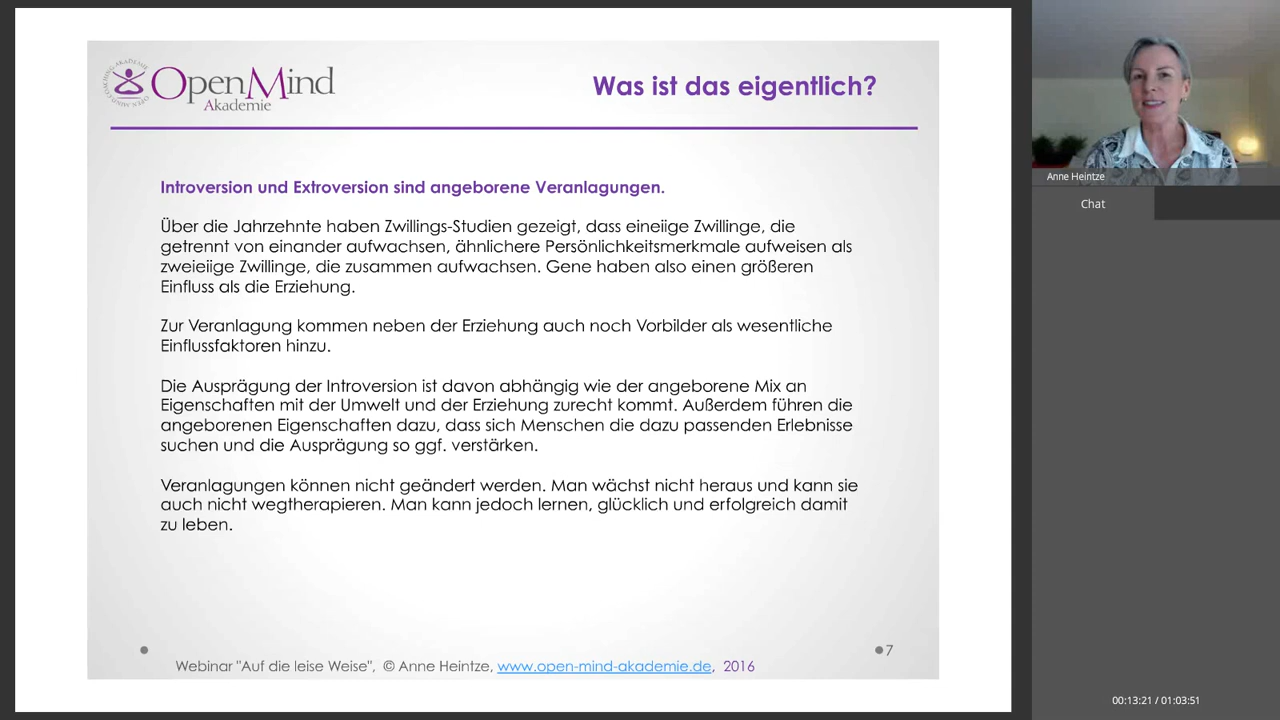 OpenMind
Akademie
Was ist das eigentlich?
Introversion und Extroversion sind angeborene Veranlagungen.
Über die Jahrzehnte haben Zwillings-Studien gezeigt, dass eineiige Zwillinge, die
getrennt von einander aufwachsen, ähnlichere Persönlichkeitsmerkmale aufweisen als
zweieiige Zwillinge, die zusammen aufwachsen. Gene haben also einen größeren
Einfluss als die Erziehung.
Zur Veranlagung kommen neben der Erziehung auch noch Vorbilder als wesentliche
Einflussfaktoren hinzu.
Die Ausprägung der Introversion ist davon abhängig wie der angeborene Mix an
Eigenschaften mit der Umwelt und der Erziehung zurecht kommt. Außerdem führen die
angeborenen Eigenschaften dazu, dass sich Menschen die dazu passenden Erlebnisse
suchen und die Ausprägung so ggf. verstärken.
Veranlagungen können nicht geändert werden. Man wächst nicht heraus und kann sie
auch nicht wegtherapieren. Man kann jedoch lernen, glücklich und erfolgreich damit
zu leben.
7
Webinar "Auf die leise Weise", © Anne Heintze, www.open-mind-akademie.de, 2016
Anne Heintze
Chat
00:13:21 / 01:03:51